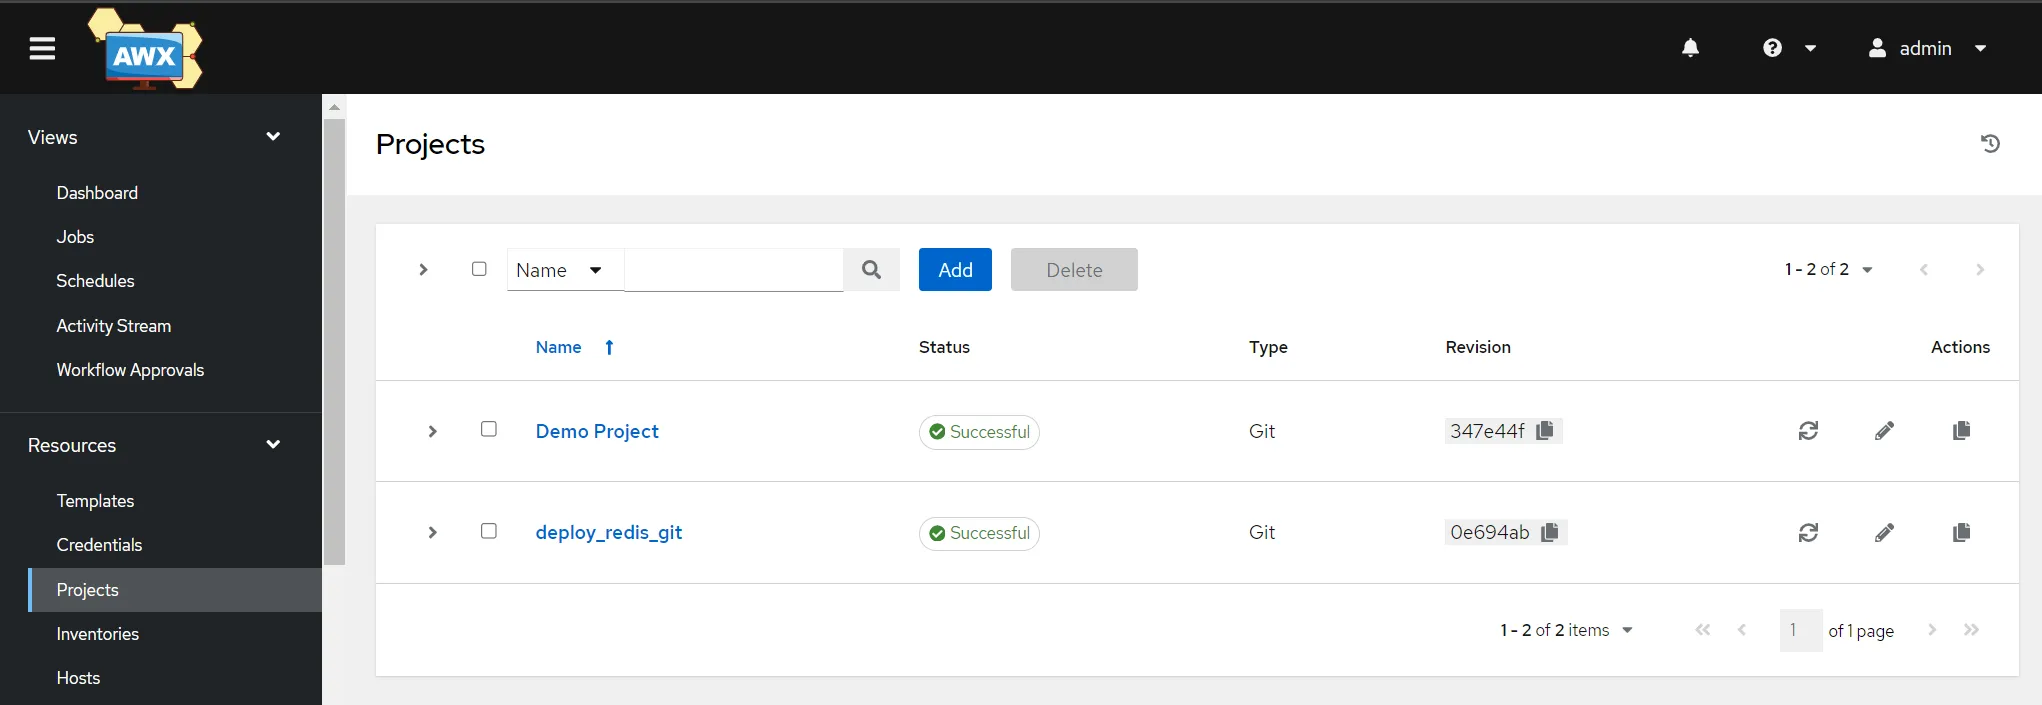 AWX
admin
Views
Dashboard
Jobs
Schedules
Activity Stream
Workflow Approvals
Resources
Templates
Credentials
Projects
Inventories
Hosts
Projects
Name Add Delete 1 - 2 of 2
Name Status Type Revision Actions
Demo Project Successful Git 347e44f
deploy_redis_git Successful Git 0e694ab
1 - 2 of 2 items 1 of 1 page